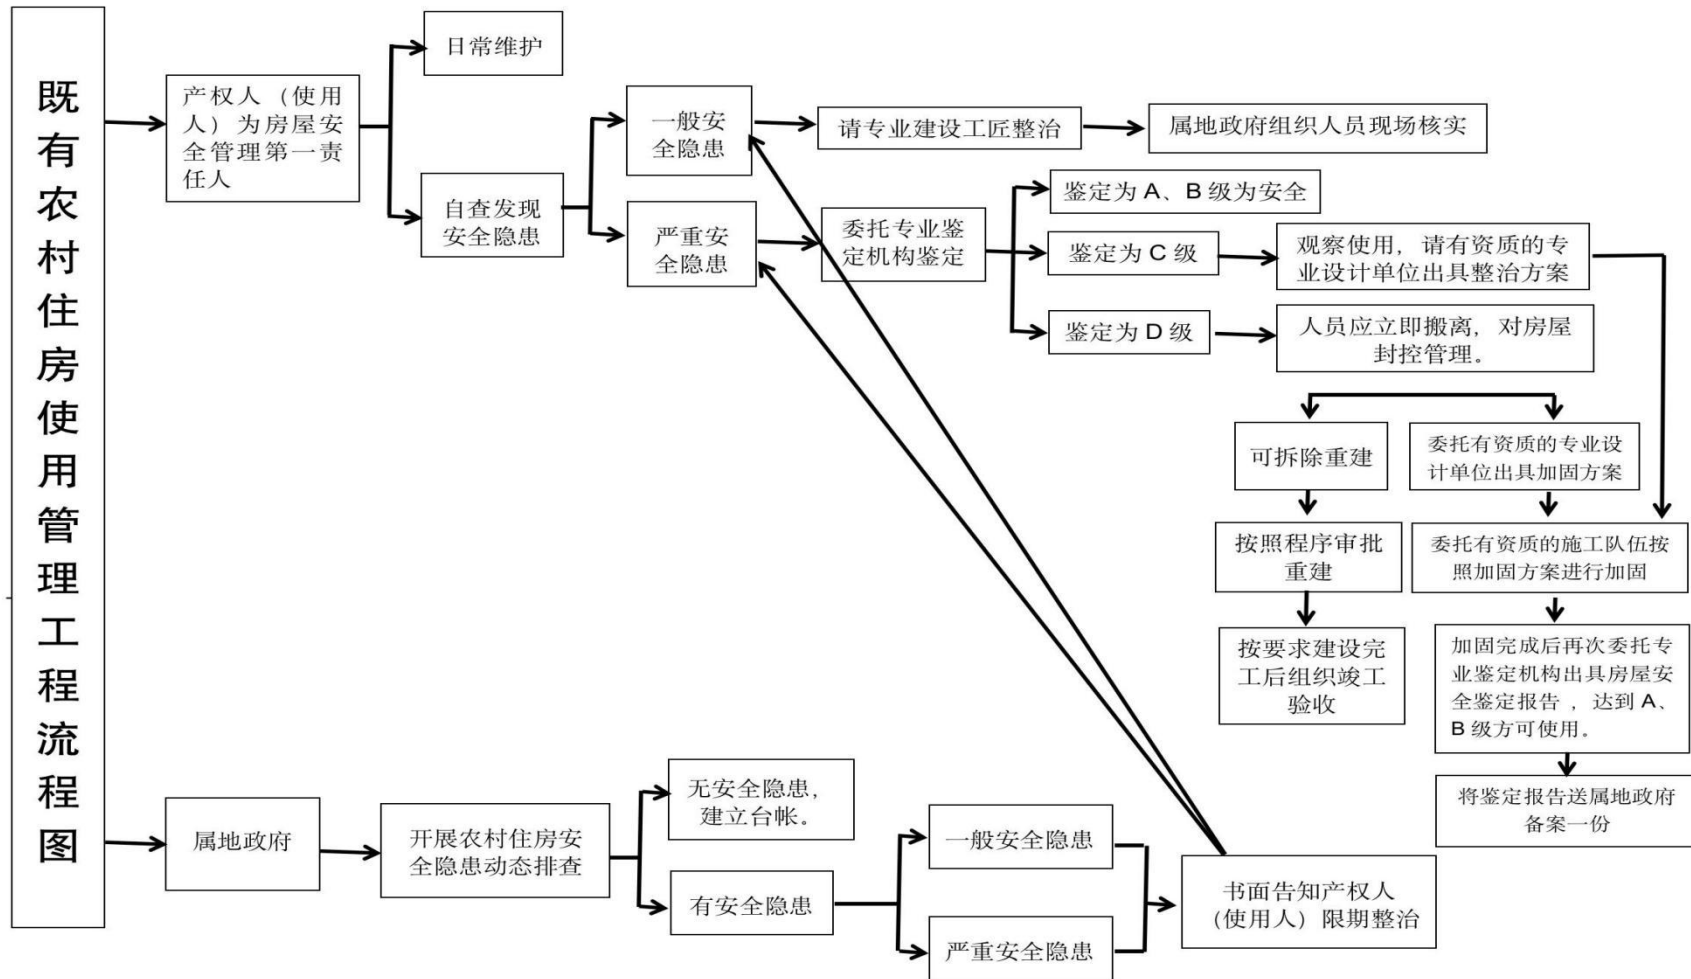 既有农村住房使用管理工程流程图
日常维护
产权人（使用
人）为房屋安
全管理第一责
任人
自查发现
安全隐患
一般安
全隐患
请专业建设工匠整治
属地政府组织人员现场核实
严重安
全隐患
委托专业鉴
定机构鉴定
鉴定为 A、B 级为安全
鉴定为 C 级
观察使用，请有资质的专
业设计单位出具整治方案
鉴定为 D 级
人员应立即搬离，对房屋
封控管理。
可拆除重建
委托有资质的专业设
计单位出具加固方案
按照程序审批
重建
委托有资质的施工队伍按
照加固方案进行加固
按要求建设完
工后组织竣工
验收
加固完成后再次委托专
业鉴定机构出具房屋安
全鉴定报告，达到 A、
B 级方可使用。
将鉴定报告送属地政府
备案一份
属地政府
开展农村住房安
全隐患动态排查
无安全隐患，
建立台帐。
有安全隐患
一般安全隐患
严重安全隐患
书面告知产权人
（使用人）限期整治